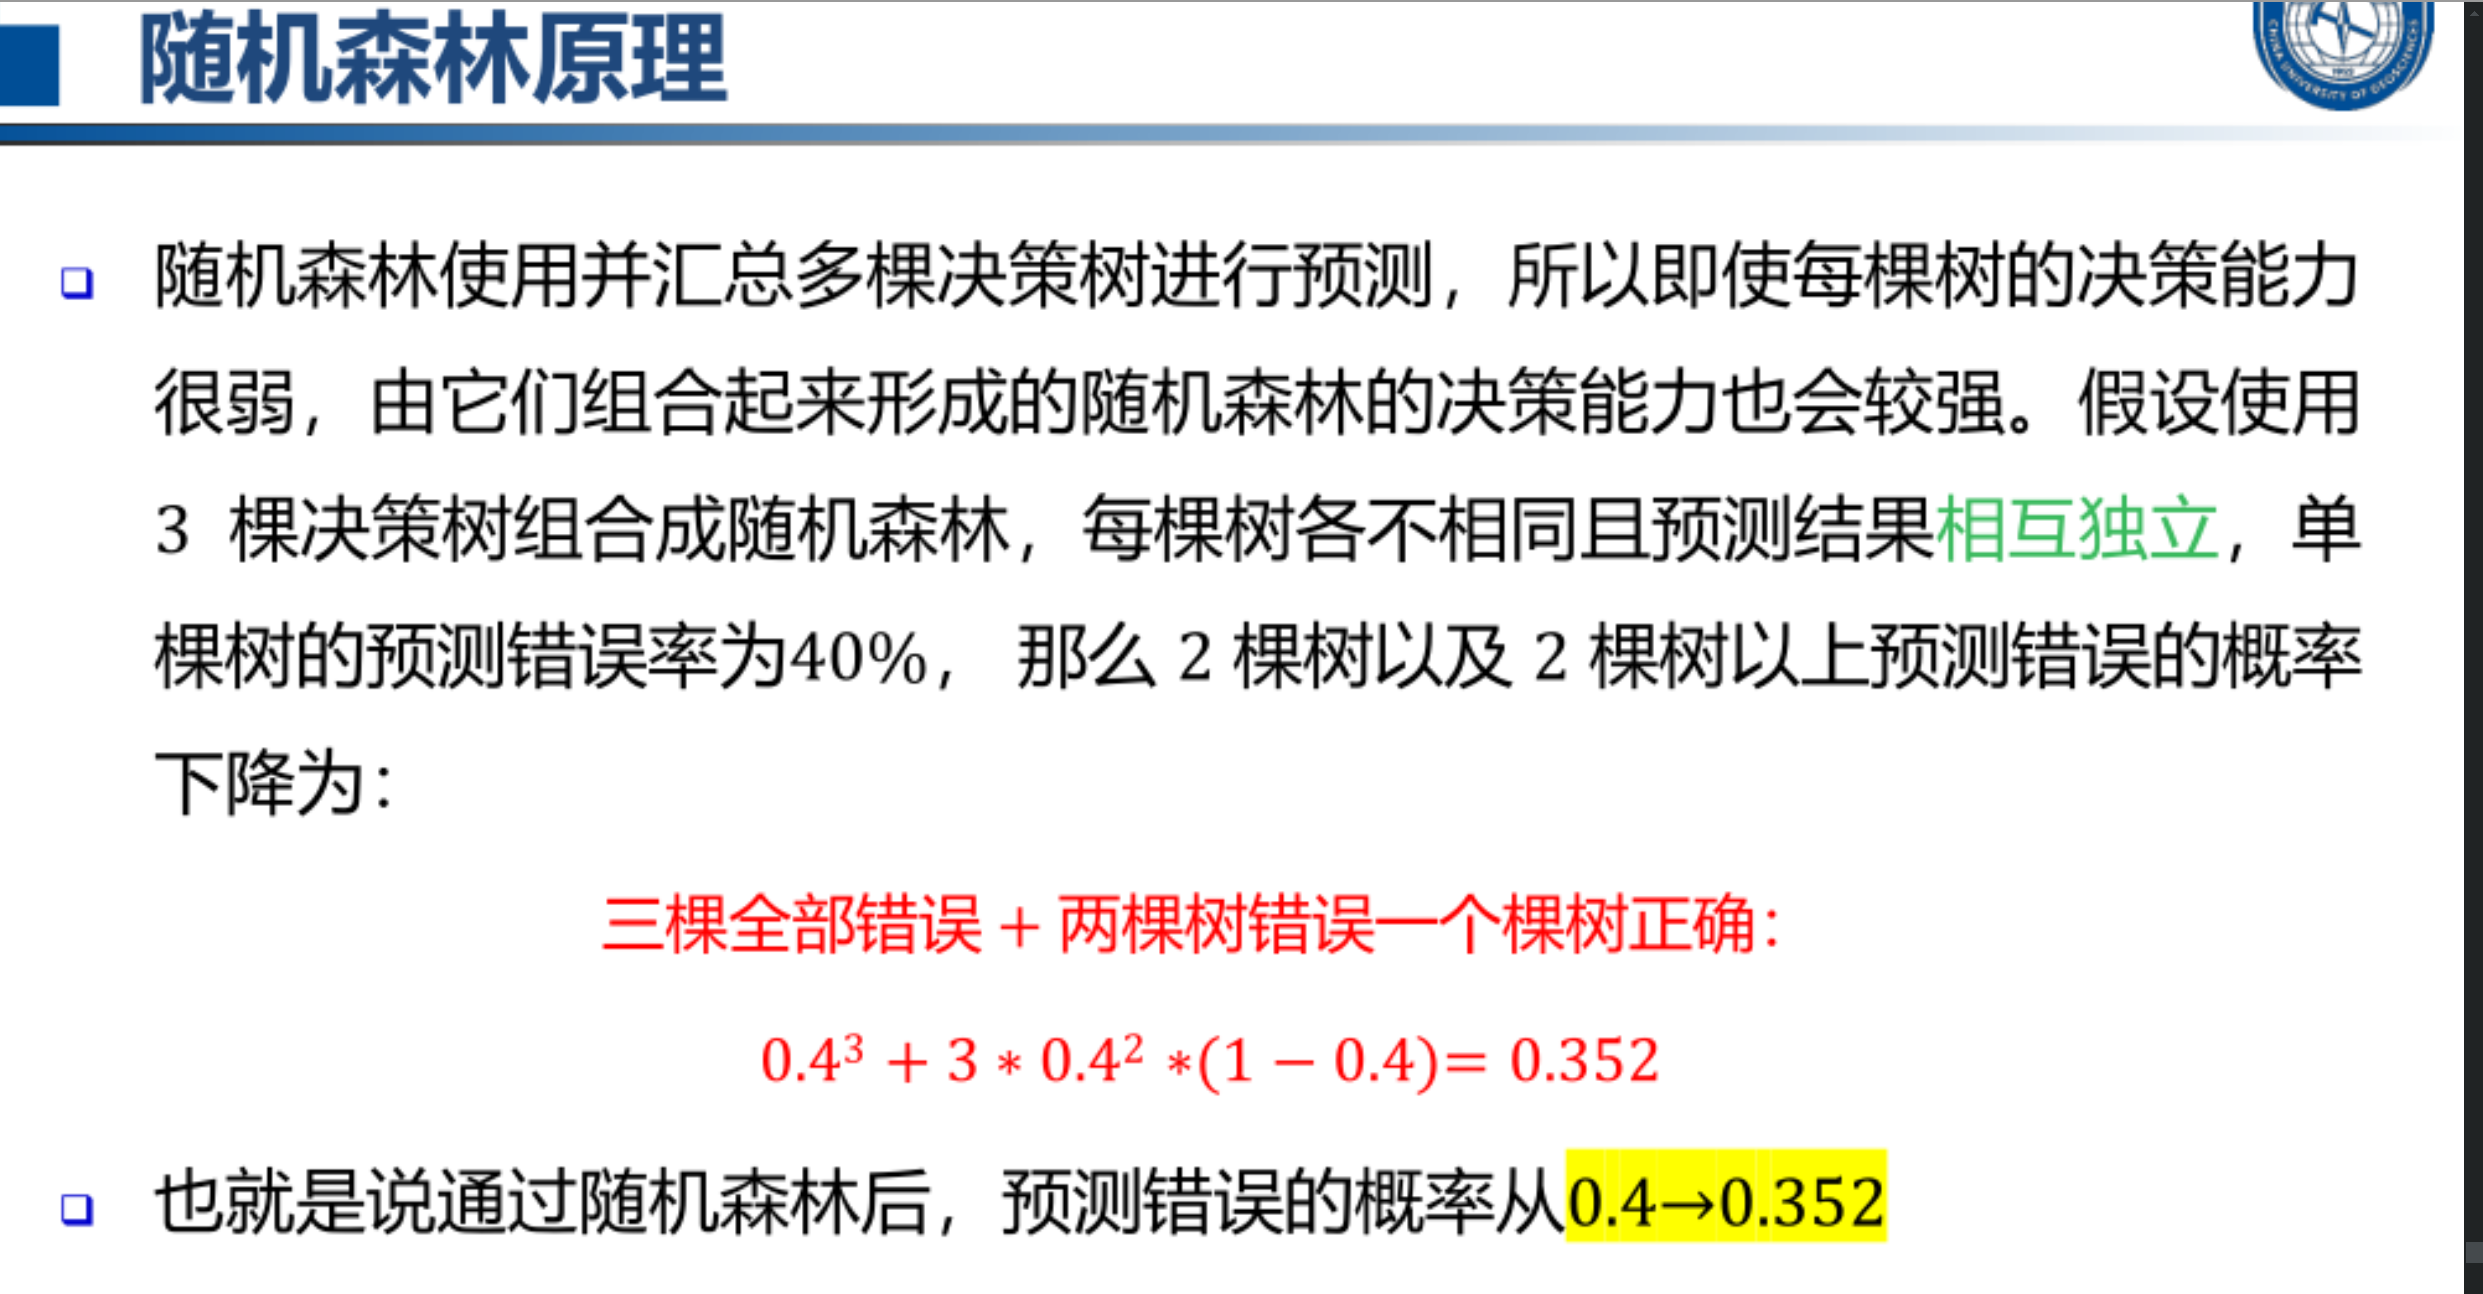 随机森林原理
CHINA UNIVERSITY OF GEOSCIENCES
1952
随机森林使用并汇总多棵决策树进行预测，所以即使每棵树的决策能力
很弱，由它们组合起来形成的随机森林的决策能力也会较强。假设使用
3 棵决策树组合成随机森林，每棵树各不相同且预测结果相互独立，单
棵树的预测错误率为40%， 那么 2 棵树以及 2 棵树以上预测错误的概率
下降为：
三棵全部错误 + 两棵树错误一个棵树正确：
0.4³ + 3 * 0.4² *(1 − 0.4)= 0.352
也就是说通过随机森林后，预测错误的概率从0.4→0.352